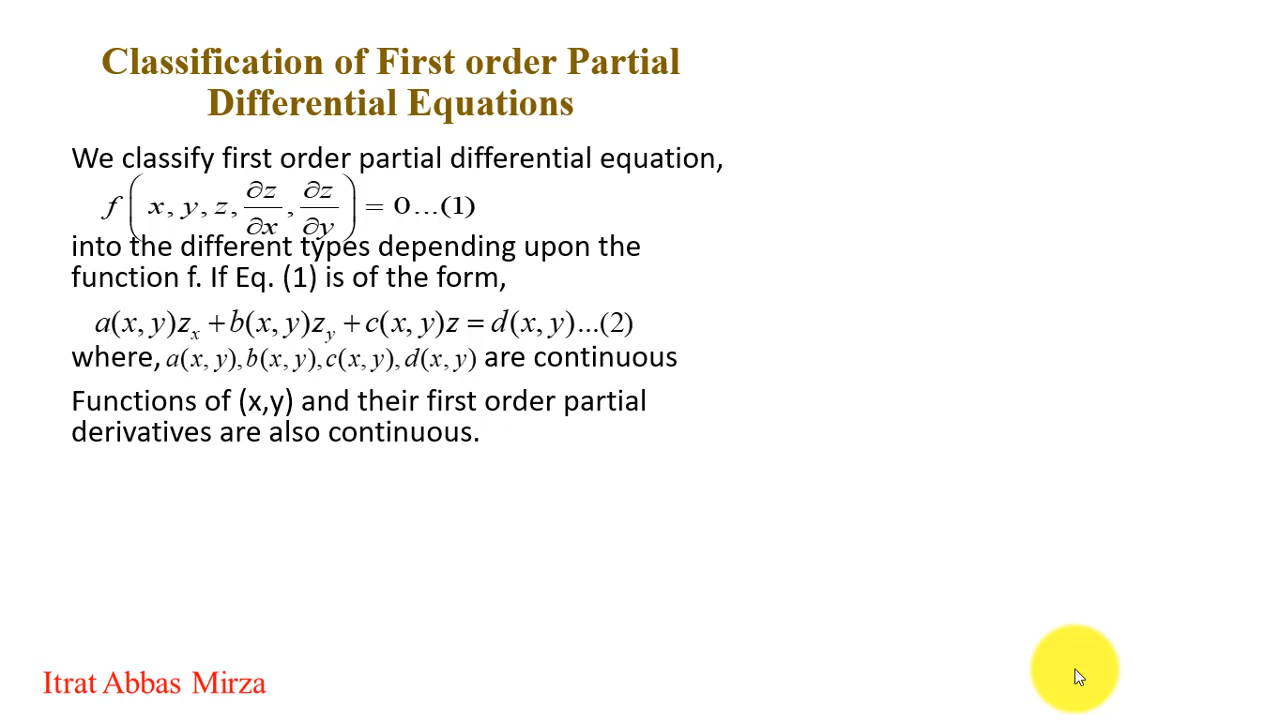 Classification of First order Partial
Differential Equations
We classify first order partial differential equation,
f(x, y, z, ∂z/∂x, ∂z/∂y) = 0...(1)
into the different types depending upon the
function f. If Eq. (1) is of the form,
a(x, y)zₓ + b(x, y)z_y + c(x, y)z = d(x, y)...(2)
where, a(x, y), b(x, y), c(x, y), d(x, y) are continuous
Functions of (x,y) and their first order partial
derivatives are also continuous.
Itrat Abbas Mirza